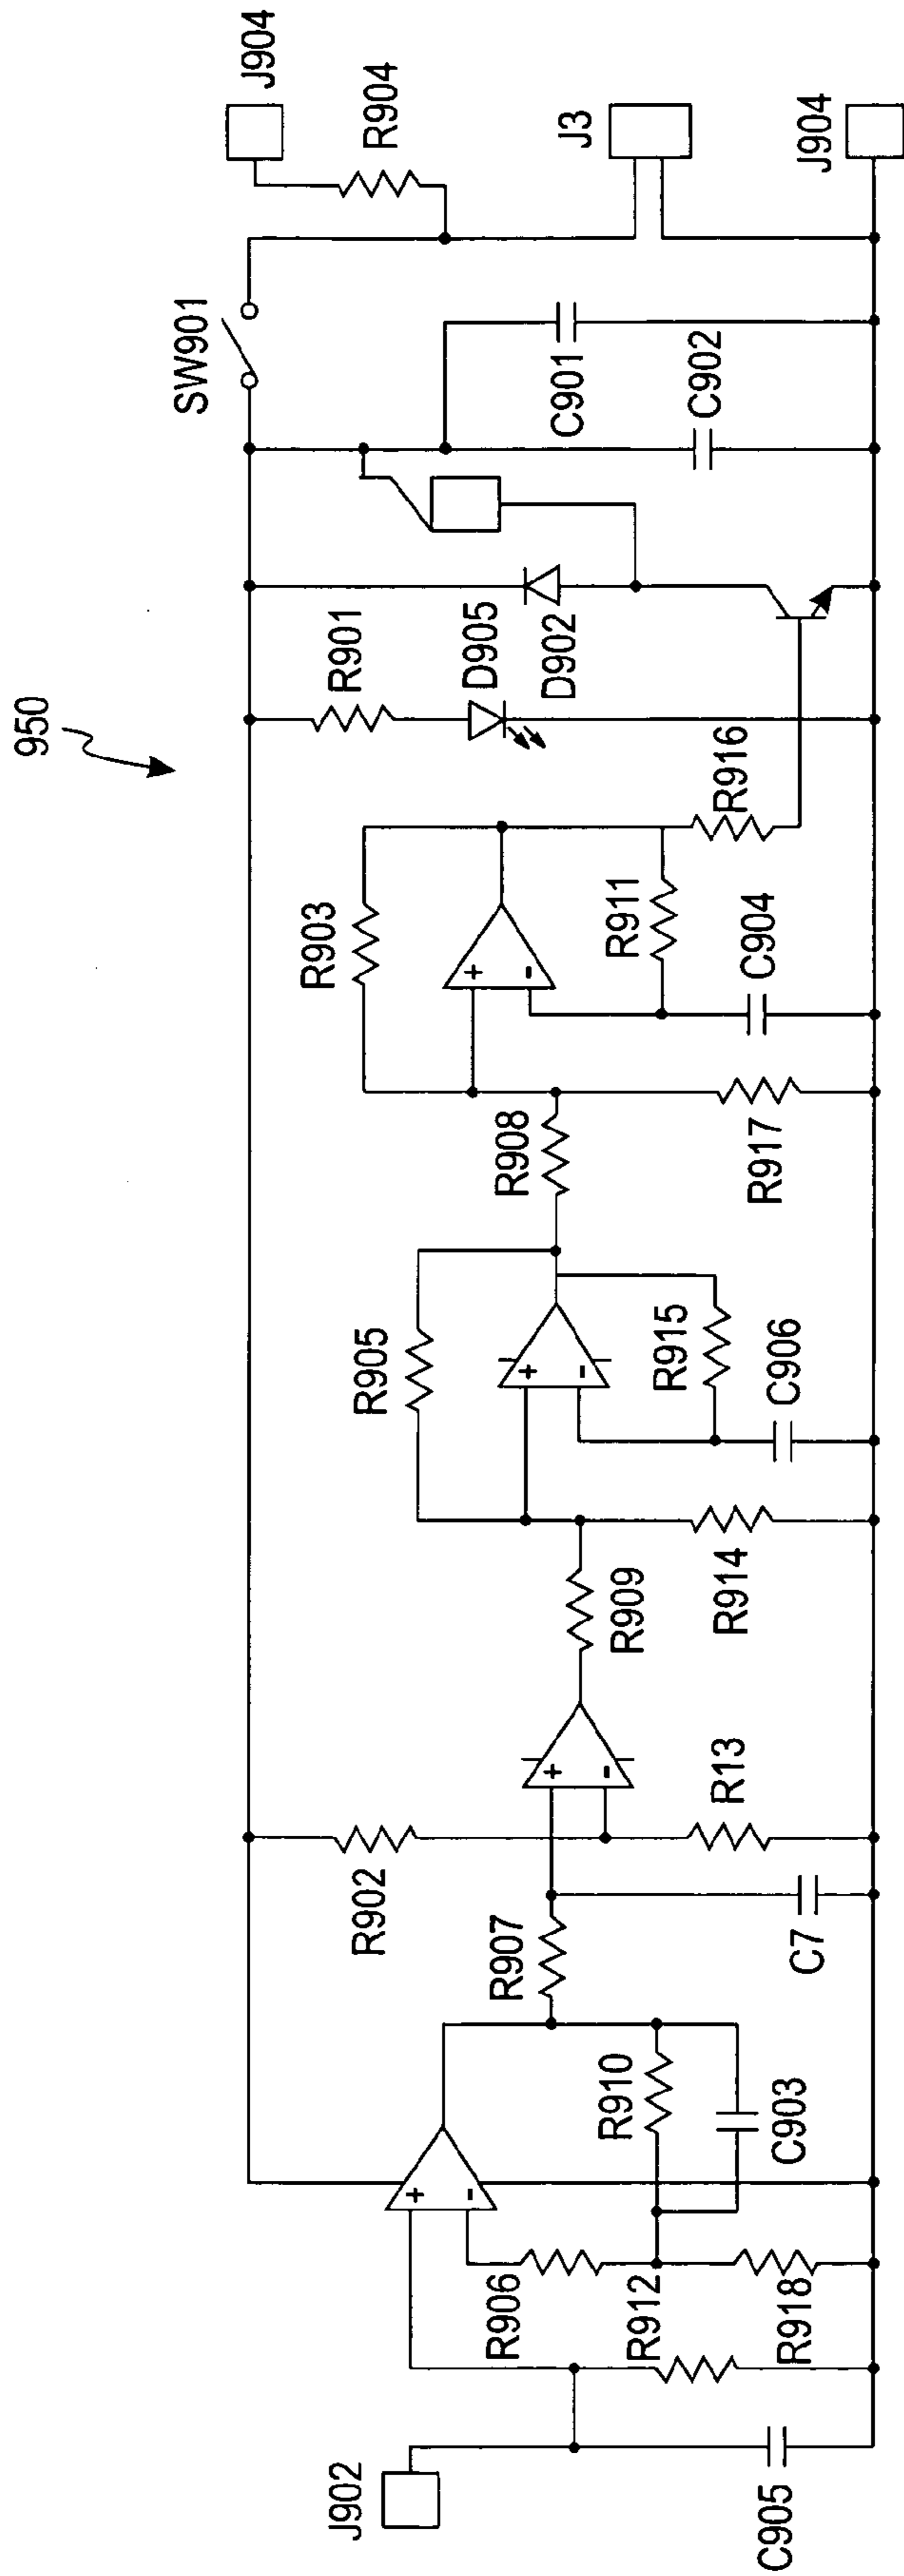 950
J904
R904
SW901
J3
J904
C901
C902
R901
D905
D902
R916
R903
R911
C904
R908
R917
R905
R915
C906
R909
R914
R902
R13
R907
C7
R910
C903
R906
R912
R918
J902
C905
+
-
+
-
+
-
+
-